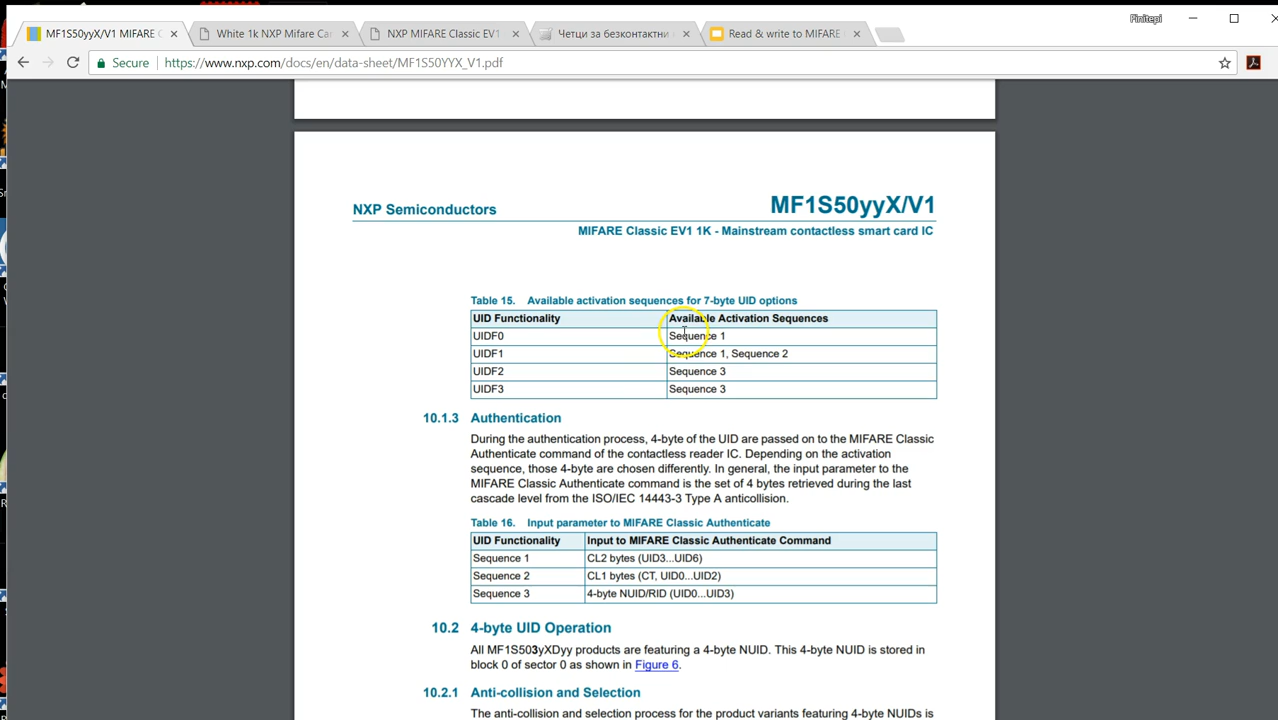 Finitepi
MF1S50yyX/V1 MIFARE C
White 1k NXP Mifare Car
NXP MIFARE Classic EV1
Четци за безконтактни
Read & write to MIFARE
Secure https://www.nxp.com/docs/en/data-sheet/MF1S50YYX_V1.pdf
NXP Semiconductors
MF1S50yyX/V1
MIFARE Classic EV1 1K - Mainstream contactless smart card IC
Table 15. Available activation sequences for 7-byte UID options
UID Functionality Available Activation Sequences
UIDF0 Sequence 1
UIDF1 Sequence 1, Sequence 2
UIDF2 Sequence 3
UIDF3 Sequence 3
10.1.3 Authentication
During the authentication process, 4-byte of the UID are passed on to the MIFARE Classic
Authenticate command of the contactless reader IC. Depending on the activation
sequence, those 4-byte are chosen differently. In general, the input parameter to the
MIFARE Classic Authenticate command is the set of 4 bytes retrieved during the last
cascade level from the ISO/IEC 14443-3 Type A anticollision.
Table 16. Input parameter to MIFARE Classic Authenticate
UID Functionality Input to MIFARE Classic Authenticate Command
Sequence 1 CL2 bytes (UID3...UID6)
Sequence 2 CL1 bytes (CT, UID0...UID2)
Sequence 3 4-byte NUID/RID (UID0...UID3)
10.2 4-byte UID Operation
All MF1S503yXDyy products are featuring a 4-byte NUID. This 4-byte NUID is stored in
block 0 of sector 0 as shown in Figure 6.
10.2.1 Anti-collision and Selection
The anti-collision and selection process for the product variants featuring 4-byte NUIDs is